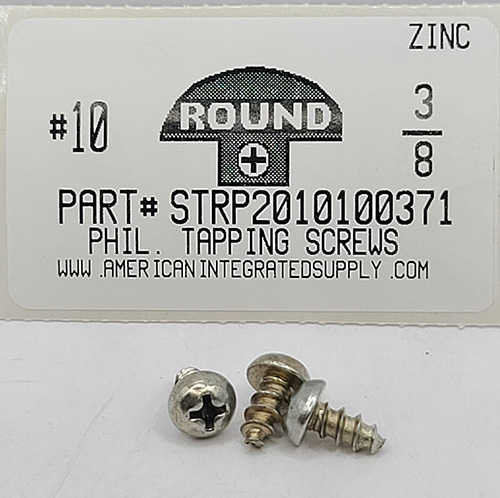 ZINC
#10
ROUND
3/8
PART# STRP2010100371
PHIL. TAPPING SCREWS
WWW.AMERICANINTEGRATEDSUPPLY.COM